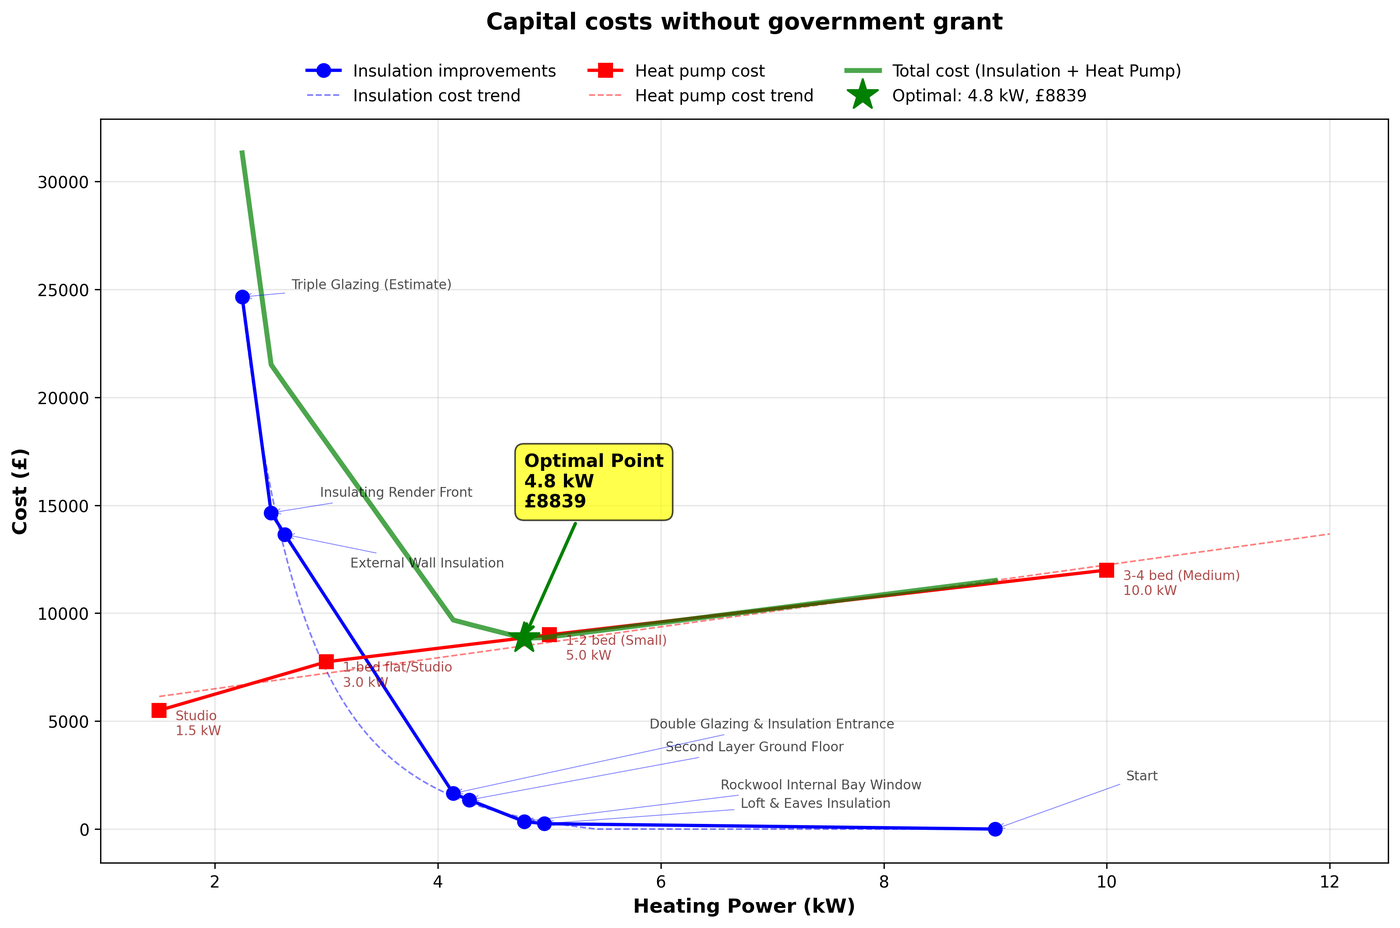 Capital costs without government grant
Insulation improvements
Insulation cost trend
Heat pump cost
Heat pump cost trend
Total cost (Insulation + Heat Pump)
Optimal: 4.8 kW, £8839
Cost (£)
30000
25000
20000
15000
10000
5000
0
Triple Glazing (Estimate)
Optimal Point
4.8 kW
£8839
Insulating Render Front
External Wall Insulation
3-4 bed (Medium)
10.0 kW
1-2 bed (Small)
5.0 kW
1-bed flat/Studio
3.0 kW
Studio
1.5 kW
Double Glazing & Insulation Entrance
Second Layer Ground Floor
Rockwool Internal Bay Window
Loft & Eaves Insulation
Start
2
4
6
8
10
12
Heating Power (kW)